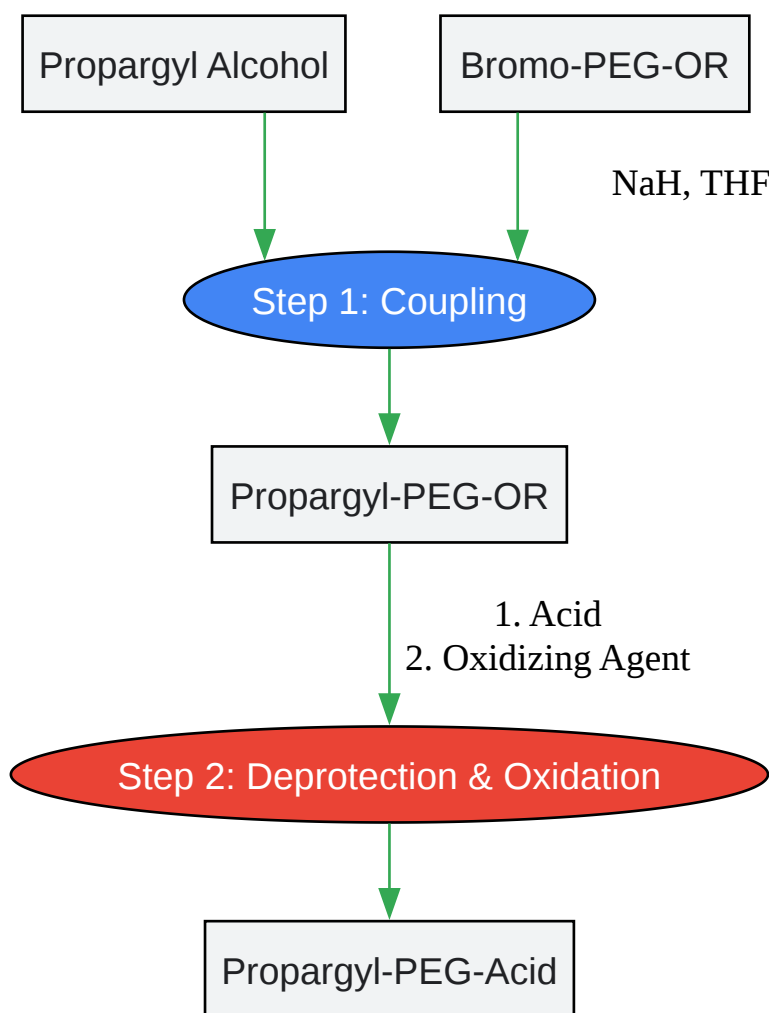 Propargyl Alcohol
Bromo-PEG-OR
NaH, THF
Step 1: Coupling
Propargyl-PEG-OR
1. Acid
2. Oxidizing Agent
Step 2: Deprotection & Oxidation
Propargyl-PEG-Acid